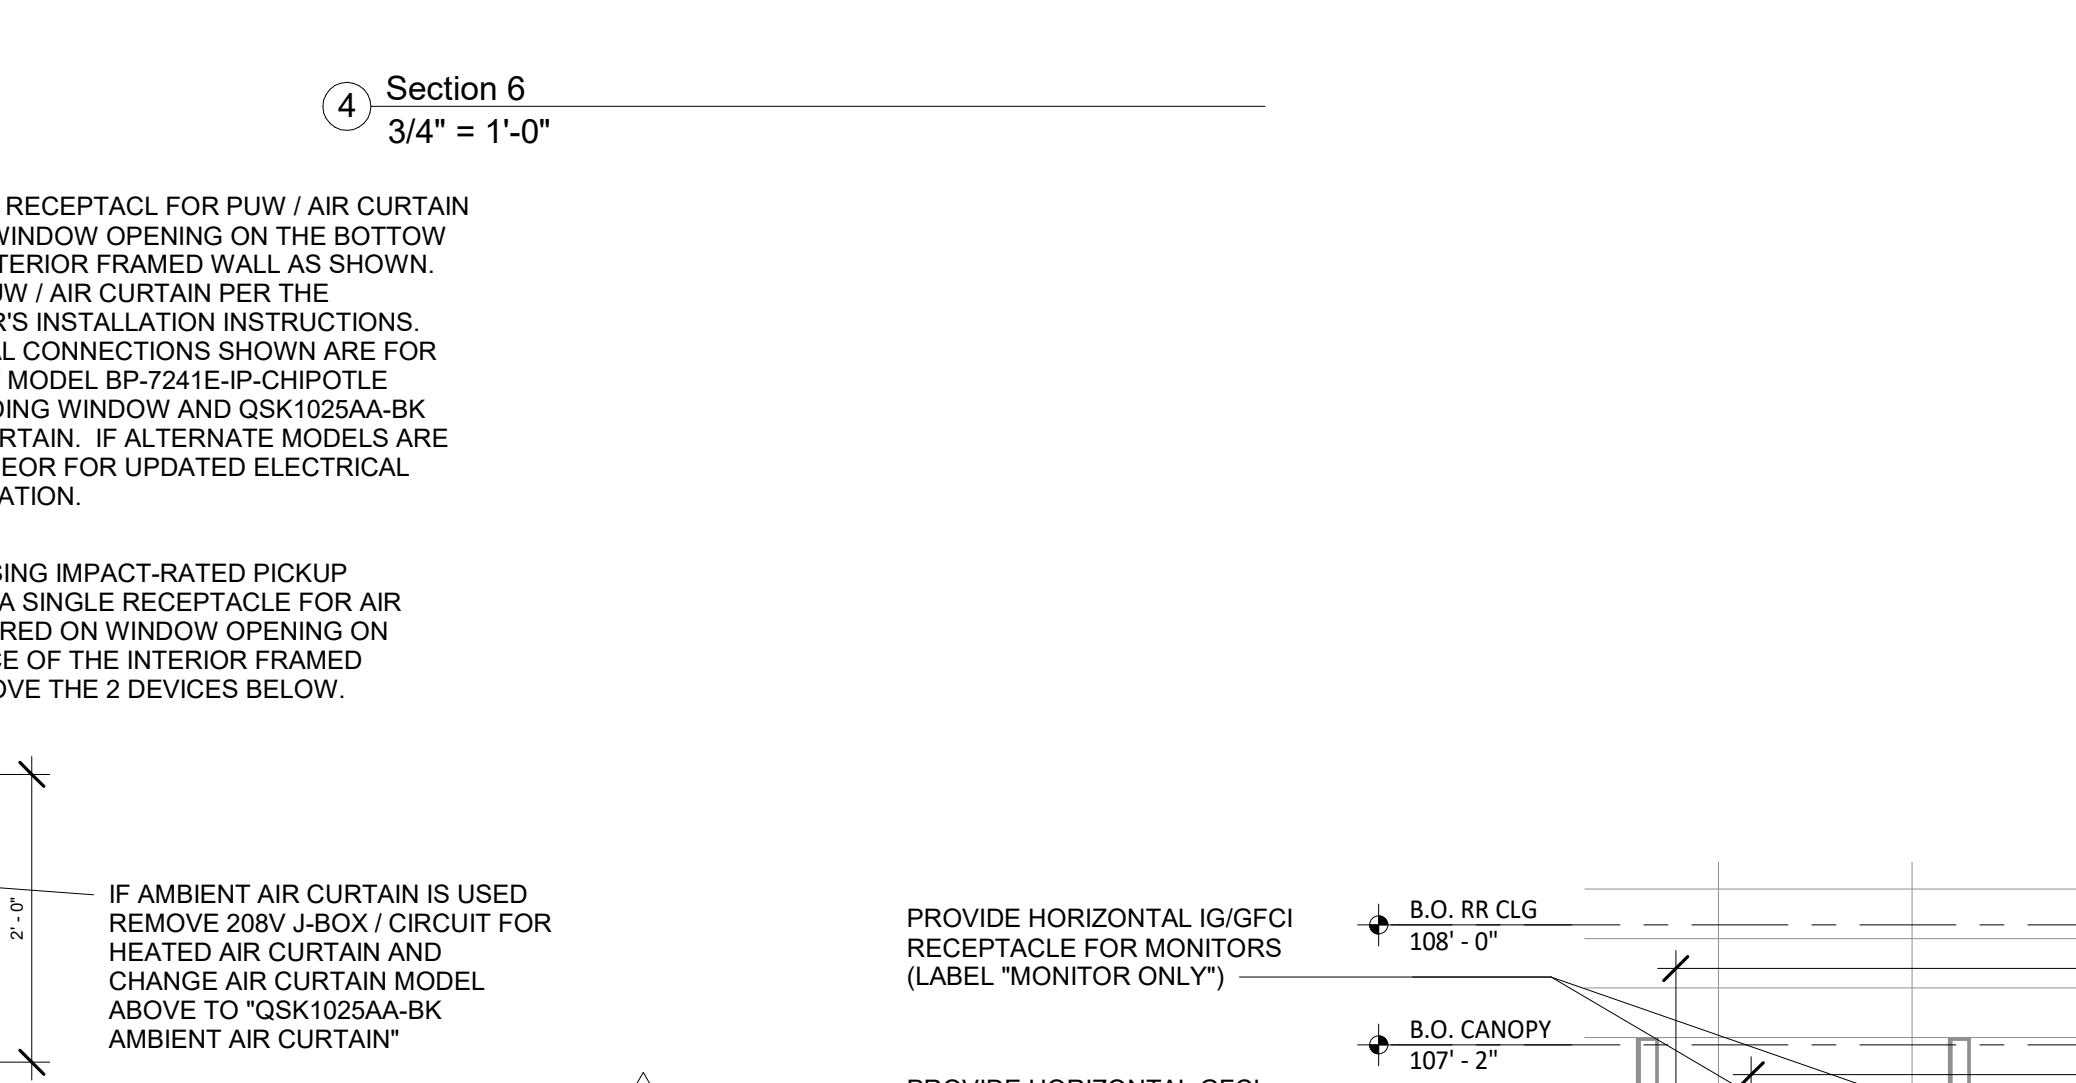 4
Section 6
3/4" = 1'-0"
RECEPTACL FOR PUW / AIR CURTAIN
WINDOW OPENING ON THE BOTTOW
TERIOR FRAMED WALL AS SHOWN.
UW / AIR CURTAIN PER THE
R'S INSTALLATION INSTRUCTIONS.
AL CONNECTIONS SHOWN ARE FOR
MODEL BP-7241E-IP-CHIPOTLE
DING WINDOW AND QSK1025AA-BK
RTAIN.  IF ALTERNATE MODELS ARE
EOR FOR UPDATED ELECTRICAL
ATION.
SING IMPACT-RATED PICKUP
A SINGLE RECEPTACLE FOR AIR
RED ON WINDOW OPENING ON
CE OF THE INTERIOR FRAMED
OVE THE 2 DEVICES BELOW.
2' - 0"
IF AMBIENT AIR CURTAIN IS USED
REMOVE 208V J-BOX / CIRCUIT FOR
HEATED AIR CURTAIN AND
CHANGE AIR CURTAIN MODEL
ABOVE TO "QSK1025AA-BK
AMBIENT AIR CURTAIN"
PROVIDE HORIZONTAL IG/GFCI
RECEPTACLE FOR MONITORS
(LABEL "MONITOR ONLY")
B.O. RR CLG
108' - 0"
B.O. CANOPY
107' - 2"
PROVIDE HORIZONTAL GFCI